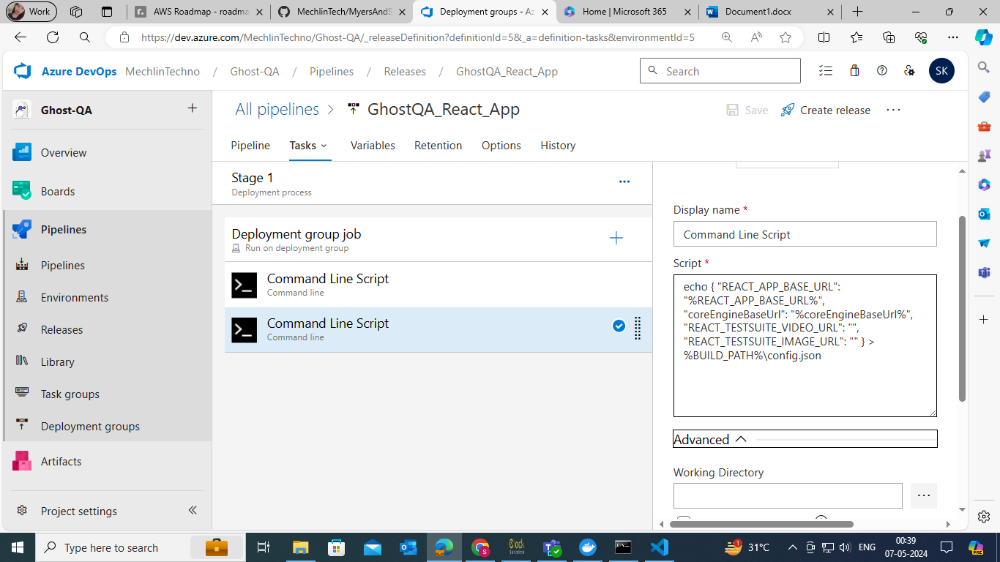 Work
AWS Roadmap - roadma
MechlinTech/MyersAndS
Deployment groups - Az
Home | Microsoft 365
Document1.docx
https://dev.azure.com/MechlinTechno/Ghost-QA/_releaseDefinition?definitionId=5&_a=definition-tasks&environmentId=5
Azure DevOps MechlinTechno / Ghost-QA / Pipelines / Releases / GhostQA_React_App
Search
SK
Ghost-QA
Overview
Boards
Pipelines
Pipelines
Environments
Releases
Library
Task groups
Deployment groups
Artifacts
Project settings
All pipelines > GhostQA_React_App
Save
Create release
Pipeline Tasks Variables Retention Options History
Stage 1
Deployment process
Deployment group job
Run on deployment group
Command Line Script
Command line
Command Line Script
Command line
Display name *
Command Line Script
Script *
echo { "REACT_APP_BASE_URL":
"%REACT_APP_BASE_URL%",
"coreEngineBaseUrl": "%coreEngineBaseUrl%",
"REACT_TESTSUITE_VIDEO_URL": "",
"REACT_TESTSUITE_IMAGE_URL": "" } >
%BUILD_PATH%\config.json
Advanced
Working Directory
Type here to search
31°C
ENG
00:39
07-05-2024